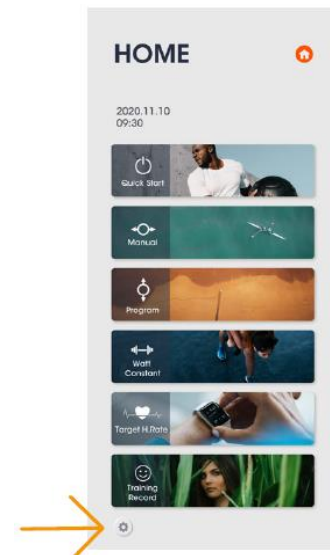 HOME
2020.11.10
09:30
Quick Start
Manual
Program
Watt
Constant
Target H.Rate
Training
Record